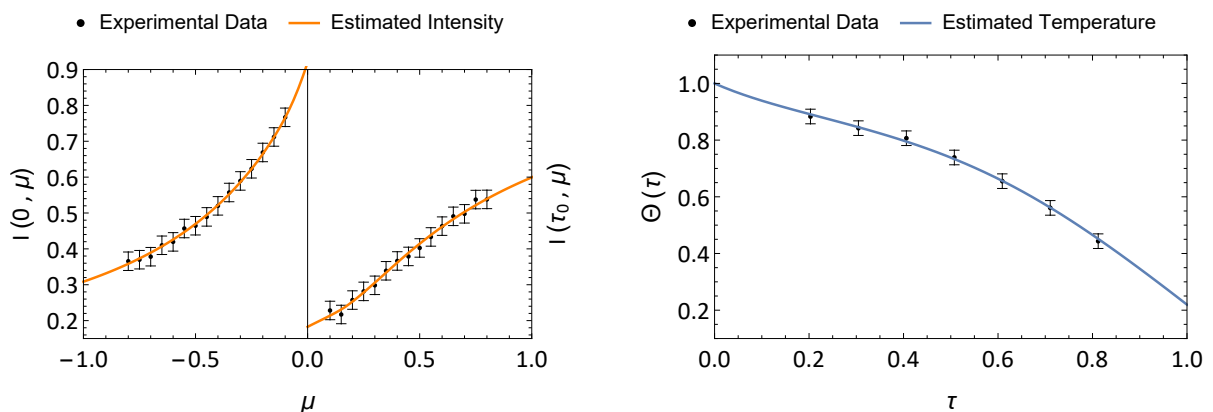 Experimental Data Estimated Intensity
0.9
0.8
0.7
0.6
0.5
0.4
0.3
0.2
I (0 , μ)
I (τ₀ , μ)
−1.0 −0.5 0.0 0.5 1.0
μ
Experimental Data Estimated Temperature
1.0
0.8
0.6
0.4
0.2
Θ (τ)
0.0 0.2 0.4 0.6 0.8 1.0
τ